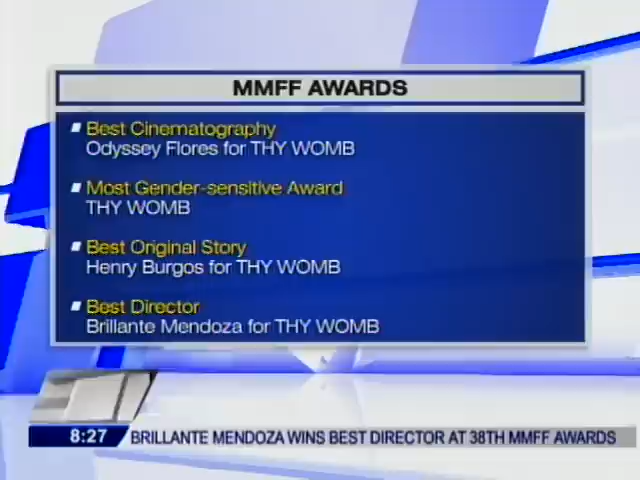 MMFF AWARDS
Best Cinematography
Odyssey Flores for THY WOMB
Most Gender-sensitive Award
THY WOMB
Best Original Story
Henry Burgos for THY WOMB
Best Director
Brillante Mendoza for THY WOMB
8:27 BRILLANTE MENDOZA WINS BEST DIRECTOR AT 38TH MMFF AWARDS